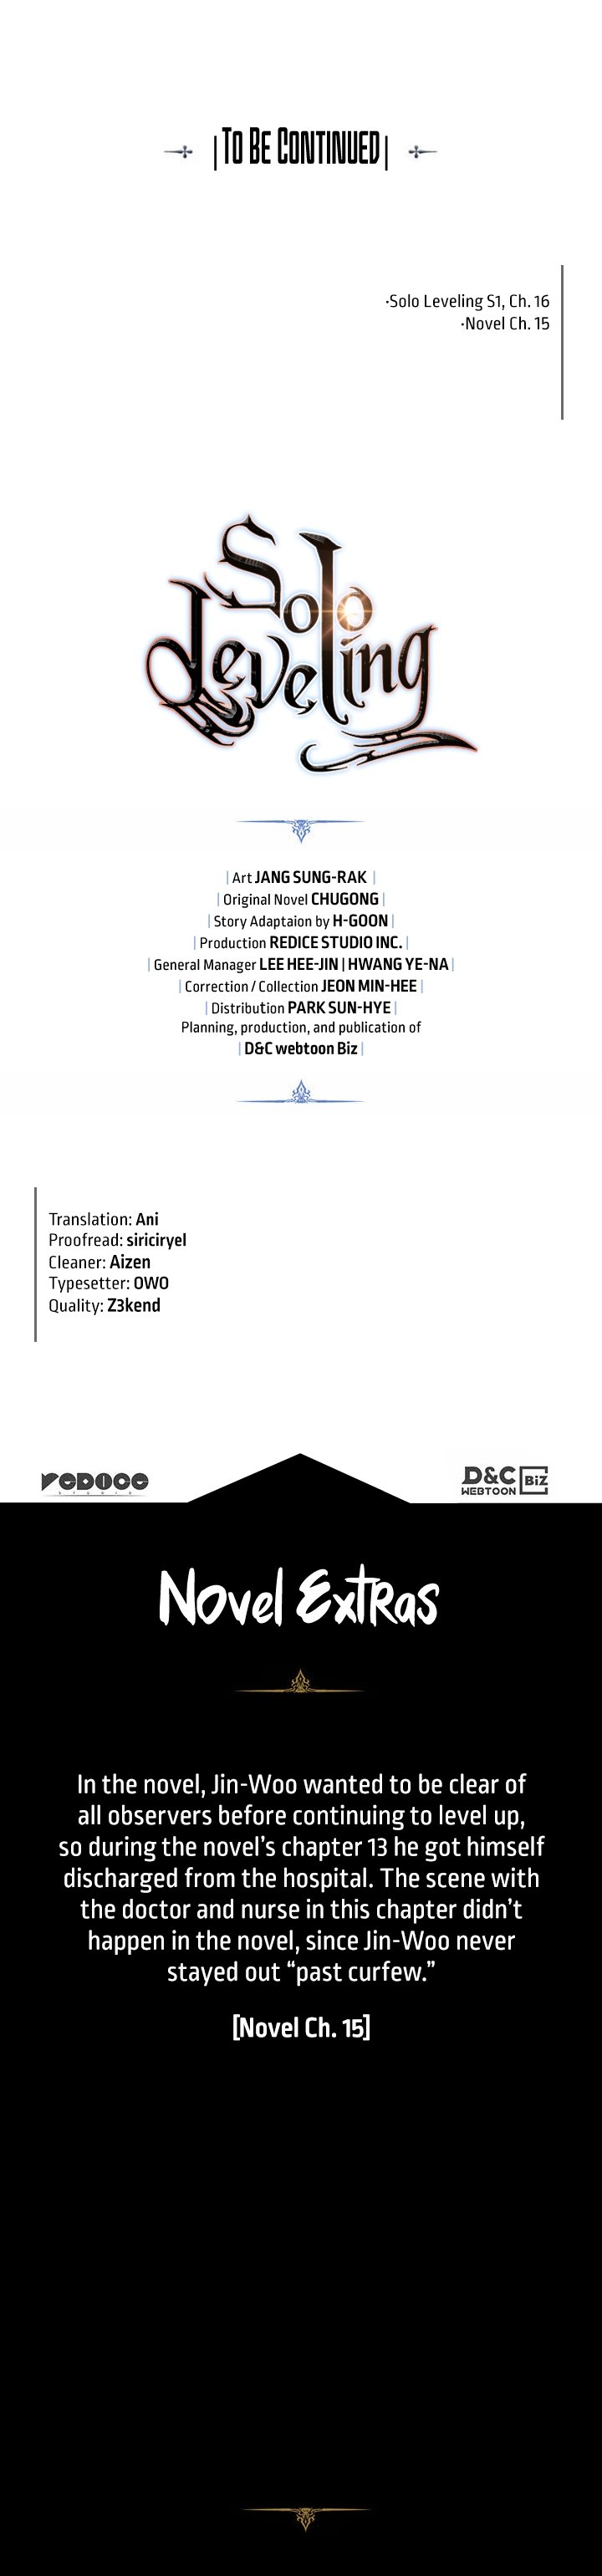 | TO BE CONTINUED |
·Solo Leveling S1, Ch. 16
·Novel Ch. 15
Solo
Leveling
| Art JANG SUNG-RAK |
| Original Novel CHUGONG |
| Story Adaptaion by H-GOON |
| Production REDICE STUDIO INC. |
| General Manager LEE HEE-JIN | HWANG YE-NA |
| Correction / Collection JEON MIN-HEE |
| Distribution PARK SUN-HYE |
Planning, production, and publication of
| D&C webtoon Biz |
Translation: Ani
Proofread: siriciryel
Cleaner: Aizen
Typesetter: OWO
Quality: Z3kend
REDICE
STUDIO
D&C
WEBTOON
BiZ
Novel Extras
In the novel, Jin-Woo wanted to be clear of
all observers before continuing to level up,
so during the novel's chapter 13 he got himself
discharged from the hospital. The scene with
the doctor and nurse in this chapter didn't
happen in the novel, since Jin-Woo never
stayed out “past curfew.”
[Novel Ch. 15]